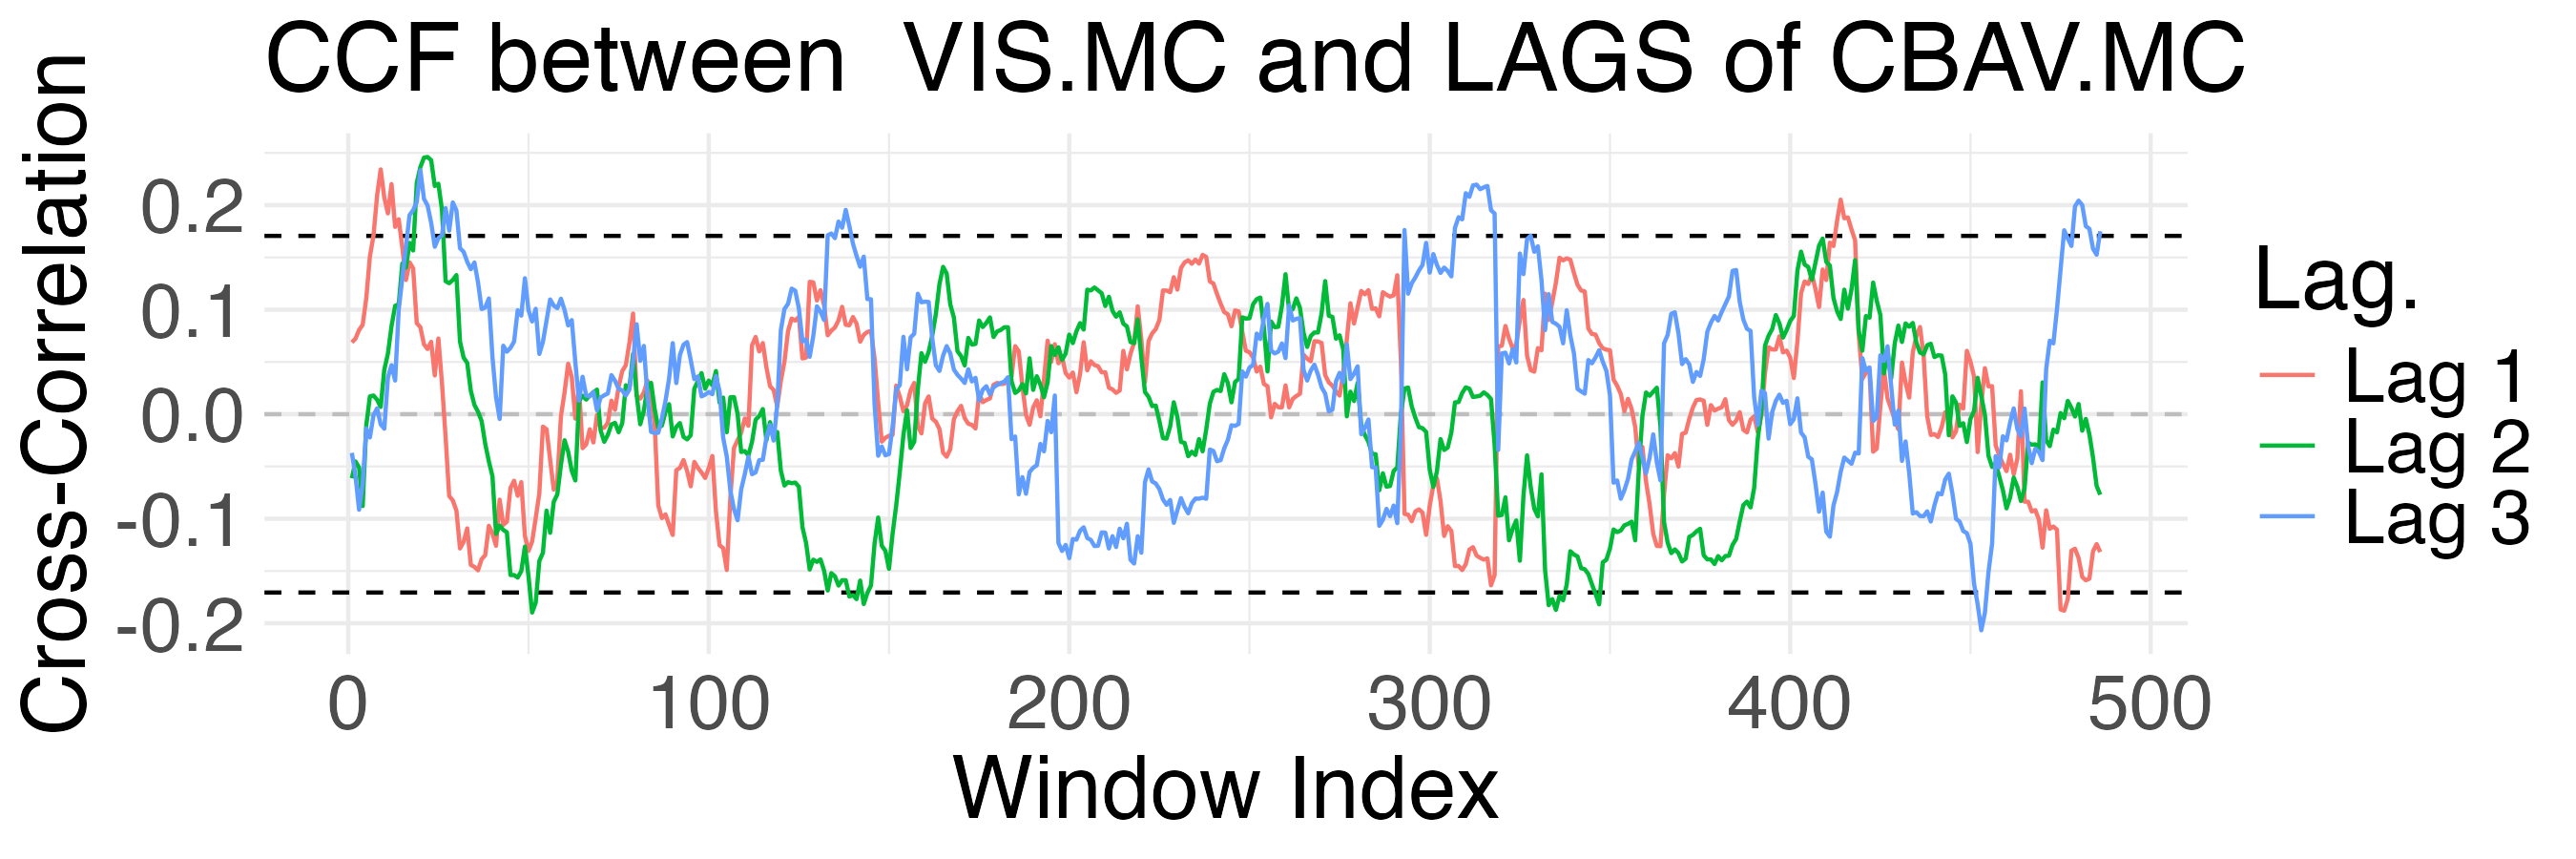 CCF between  VIS.MC and LAGS of CBAV.MC
Cross-Correlation
0.2
0.1
0.0
-0.1
-0.2
0 100 200 300 400 500
Window Index
Lag.
Lag 1
Lag 2
Lag 3